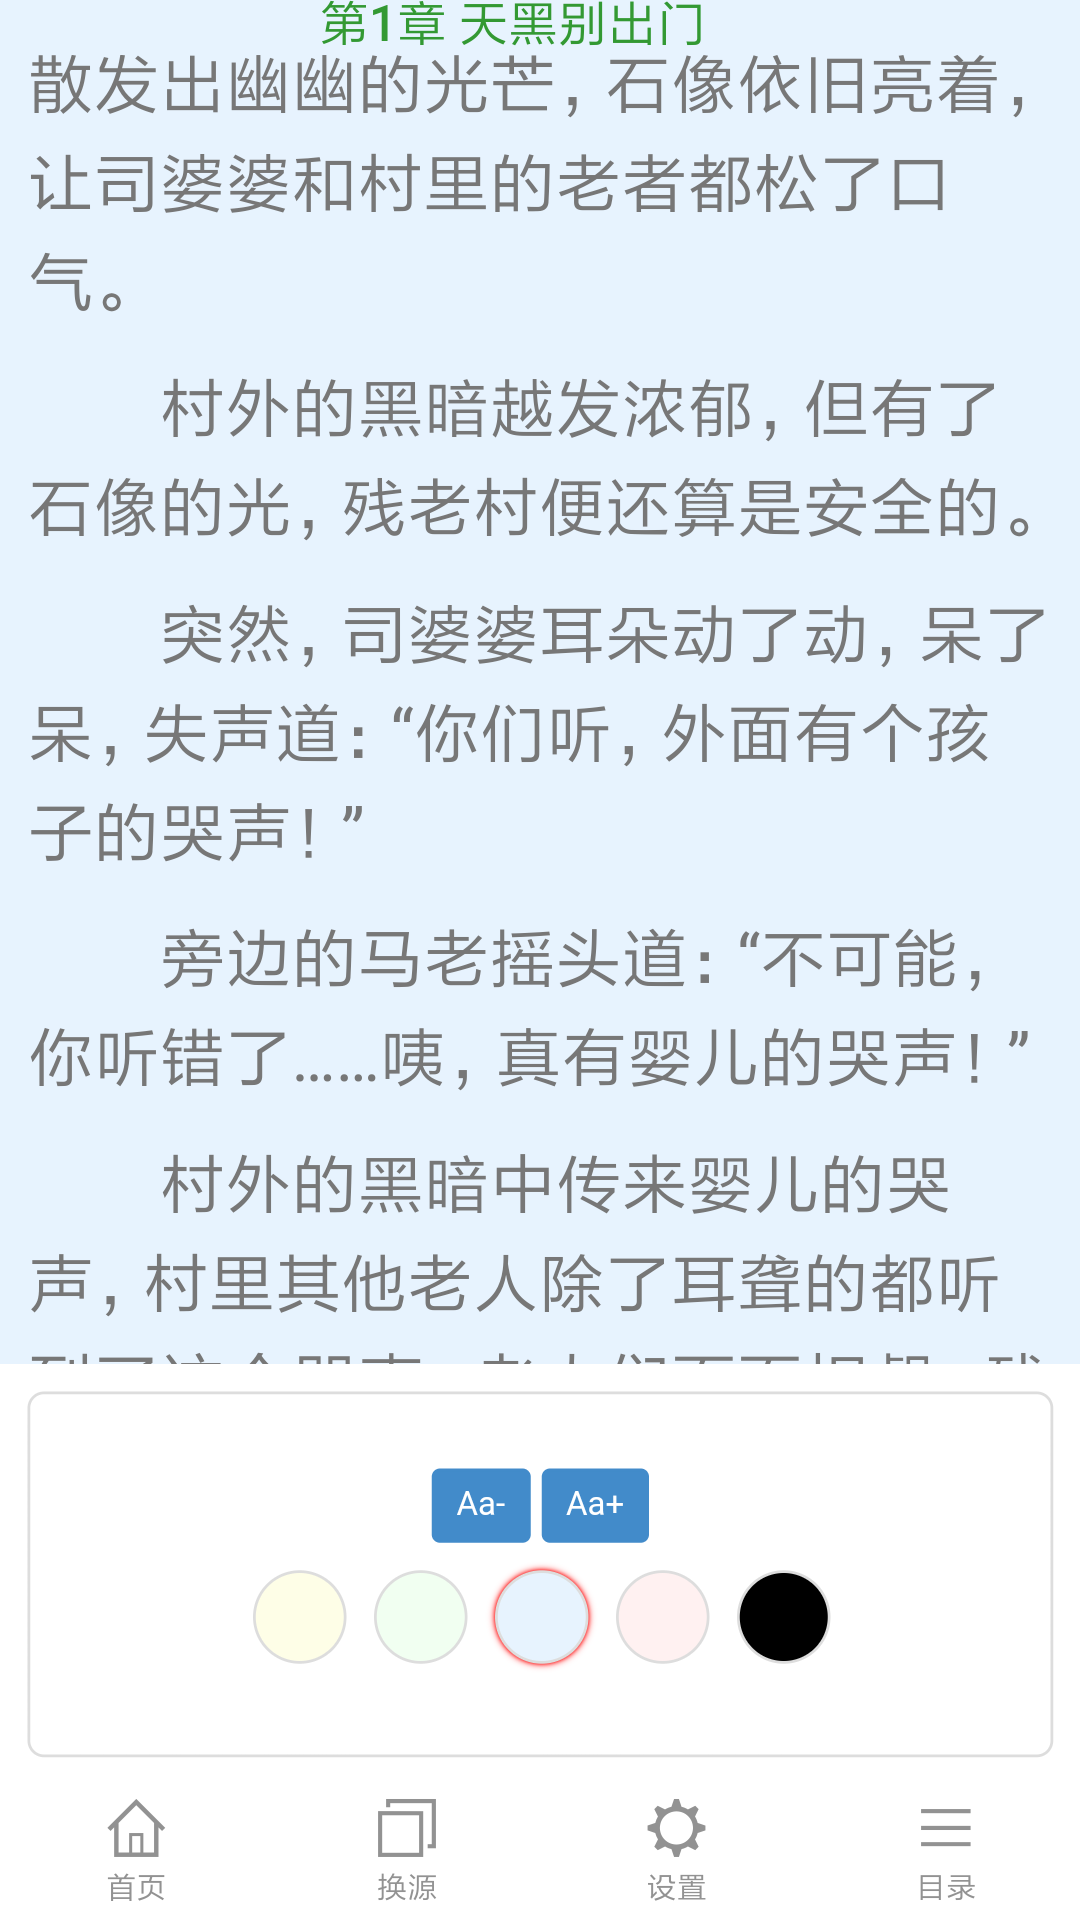 第1章 天黑别出门
散发出幽幽的光芒，石像依旧亮着，
让司婆婆和村里的老者都松了口
气。
村外的黑暗越发浓郁，但有了
石像的光，残老村便还算是安全的。
突然，司婆婆耳朵动了动，呆了
呆，失声道：“你们听，外面有个孩
子的哭声！”
旁边的马老摇头道：“不可能，
你听错了……咦，真有婴儿的哭声！”
村外的黑暗中传来婴儿的哭
声，村里其他老人除了耳聋的都听
Aa-
Aa+
首页
换源
设置
目录